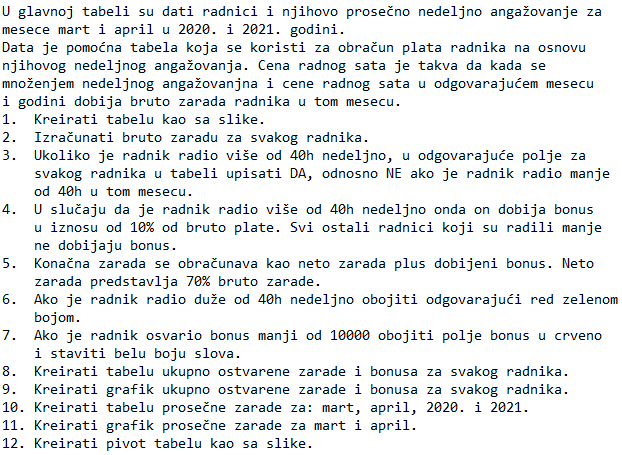 U glavnoj tabeli su dati radnici i njihovo prosečno nedeljno angažovanje za
mesece mart i april u 2020. i 2021. godini.
Data je pomoćna tabela koja se koristi za obračun plata radnika na osnovu
njihovog nedeljnog angažovanja. Cena radnog sata je takva da kada se
množenjem nedeljnog angažovanjna i cene radnog sata u odgovarajućem mesecu
i godini dobija bruto zarada radnika u tom mesecu.
1. Kreirati tabelu kao sa slike.
2. Izračunati bruto zaradu za svakog radnika.
3. Ukoliko je radnik radio više od 40h nedeljno, u odgovarajuće polje za
svakog radnika u tabeli upisati DA, odnosno NE ako je radnik radio manje
od 40h u tom mesecu.
4. U slučaju da je radnik radio više od 40h nedeljno onda on dobija bonus
u iznosu od 10% od bruto plate. Svi ostali radnici koji su radili manje
ne dobijaju bonus.
5. Konačna zarada se obračunava kao neto zarada plus dobijeni bonus. Neto
zarada predstavlja 70% bruto zarade.
6. Ako je radnik radio duže od 40h nedeljno obojiti odgovarajući red zelenom
bojom.
7. Ako je radnik osvario bonus manji od 10000 obojiti polje bonus u crveno
i staviti belu boju slova.
8. Kreirati tabelu ukupno ostvarene zarade i bonusa za svakog radnika.
9. Kreirati grafik ukupno ostvarene zarade i bonusa za svakog radnika.
10. Kreirati tabelu prosečne zarade za: mart, april, 2020. i 2021.
11. Kreirati grafik prosečne zarade za mart i april.
12. Kreirati pivot tabelu kao sa slike.